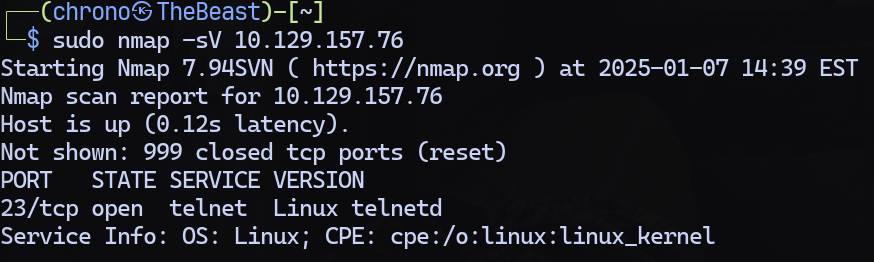 ┌──(chrono㉿TheBeast)-[~]
└─$ sudo nmap -sV 10.129.157.76
Starting Nmap 7.94SVN ( https://nmap.org ) at 2025-01-07 14:39 EST
Nmap scan report for 10.129.157.76
Host is up (0.12s latency).
Not shown: 999 closed tcp ports (reset)
PORT   STATE SERVICE VERSION
23/tcp open  telnet  Linux telnetd
Service Info: OS: Linux; CPE: cpe:/o:linux:linux_kernel